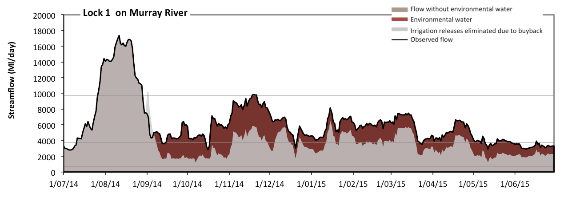 Lock 1 on Murray River
Flow without environmental water
Environmental water
Irrigation releases eliminated due to buyback
Observed flow
Streamflow (Ml/day)
20000
18000
16000
14000
12000
10000
8000
6000
4000
2000
0
1/07/14 1/08/14 1/09/14 1/10/14 1/11/14 1/12/14 1/01/15 1/02/15 1/03/15 1/04/15 1/05/15 1/06/15